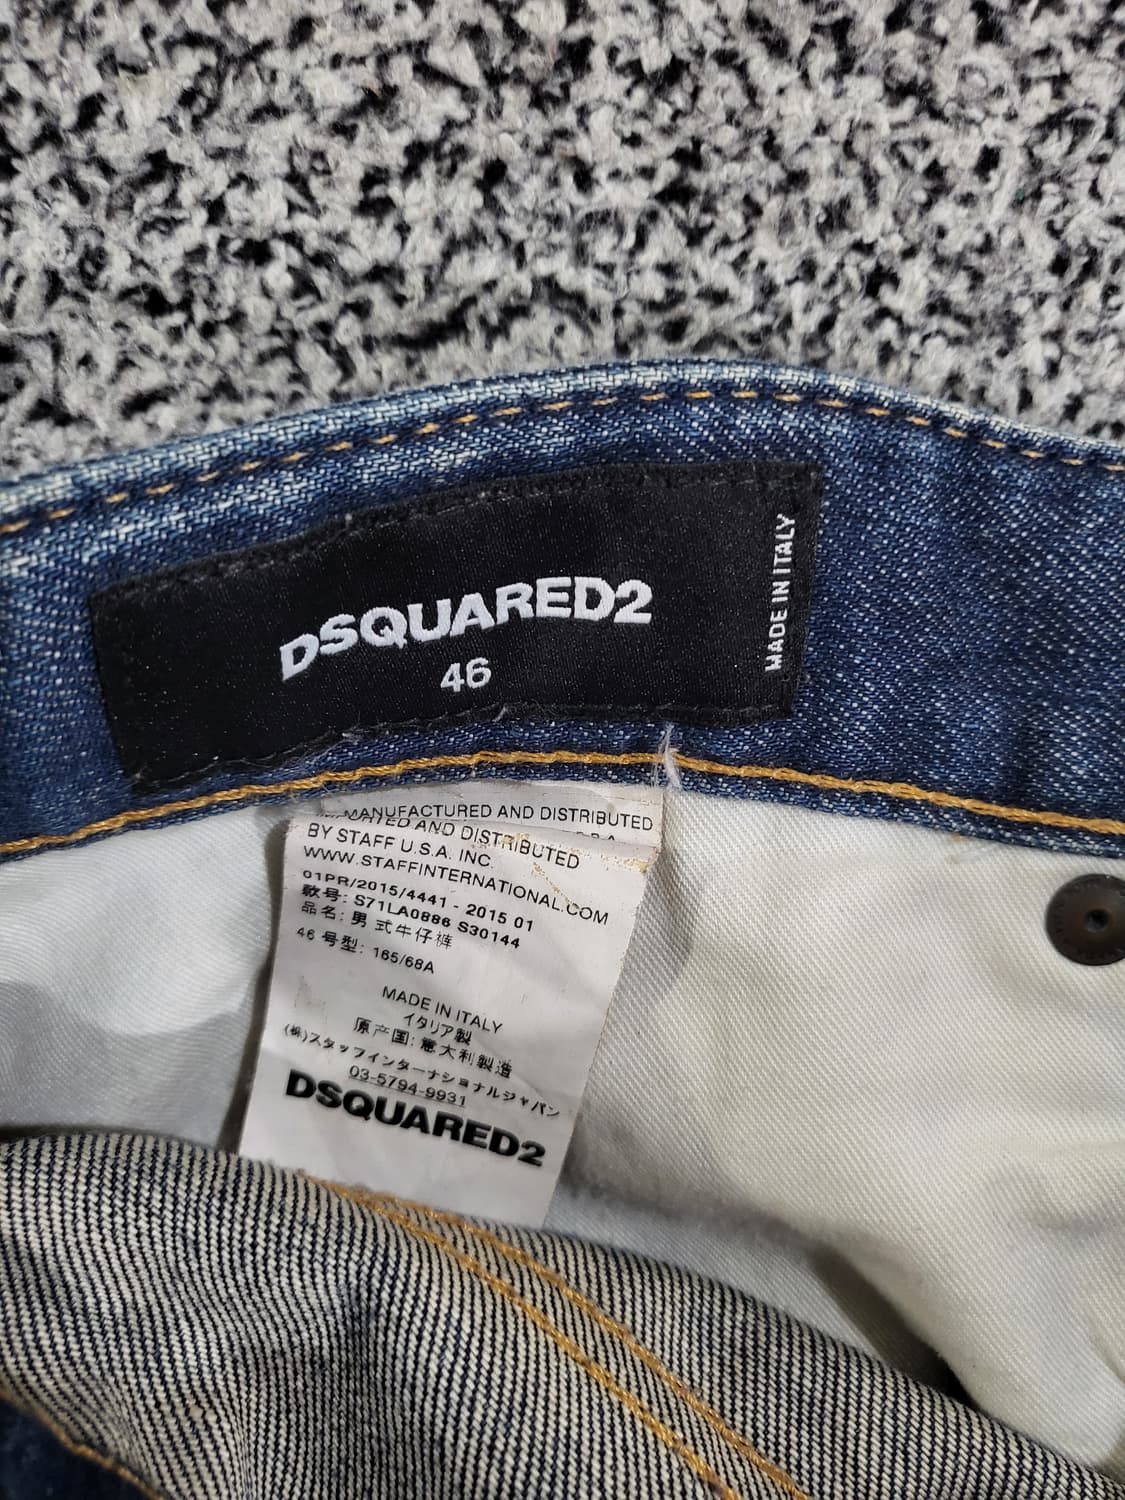 DSQUARED2
46
MADE IN ITALY
MANUFACTURED AND DISTRIBUTED
AND DISTRIBUTED
BY STAFF U.S.A. INC.
WWW.STAFFINTERNATIONAL.COM
01PR/2015/4441 - 2015 01
款号: S71LA0886 S30144
品名: 男式牛仔裤
46 号型: 165/68A
MADE IN ITALY
イタリア製
原产国: 意大利製造
(株)スタッフインターナショナルジャパン
03-5794-9931
DSQUARED2